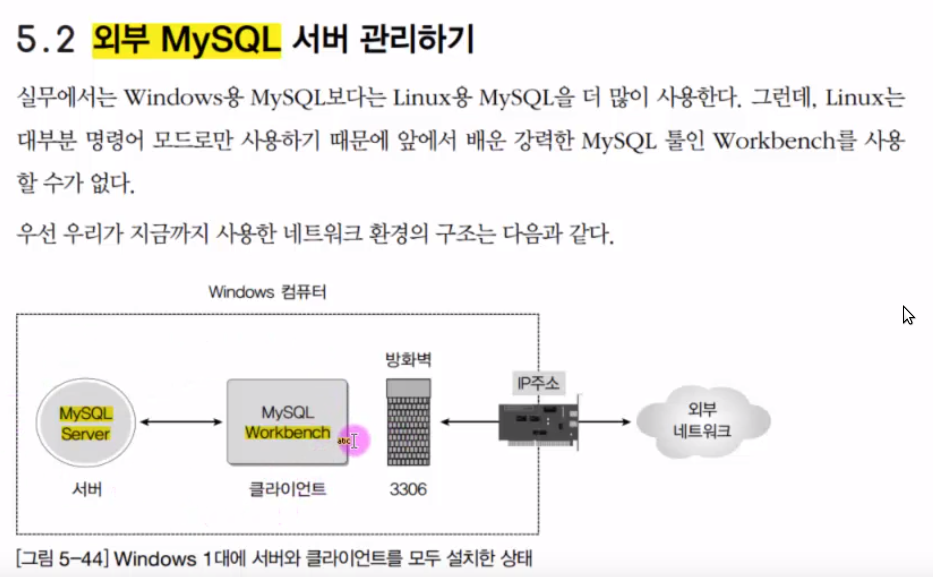 5.2 외부 MySQL 서버 관리하기
실무에서는 Windows용 MySQL보다는 Linux용 MySQL을 더 많이 사용한다. 그런데, Linux는
대부분 명령어 모드로만 사용하기 때문에 앞에서 배운 강력한 MySQL 툴인 Workbench를 사용
할 수가 없다.
우선 우리가 지금까지 사용한 네트워크 환경의 구조는 다음과 같다.
Windows 컴퓨터
방화벽
IP주소
MySQL
Server
MySQL
Workbench
abc
외부
네트워크
서버
클라이언트
3306
[그림 5-44] Windows 1대에 서버와 클라이언트를 모두 설치한 상태